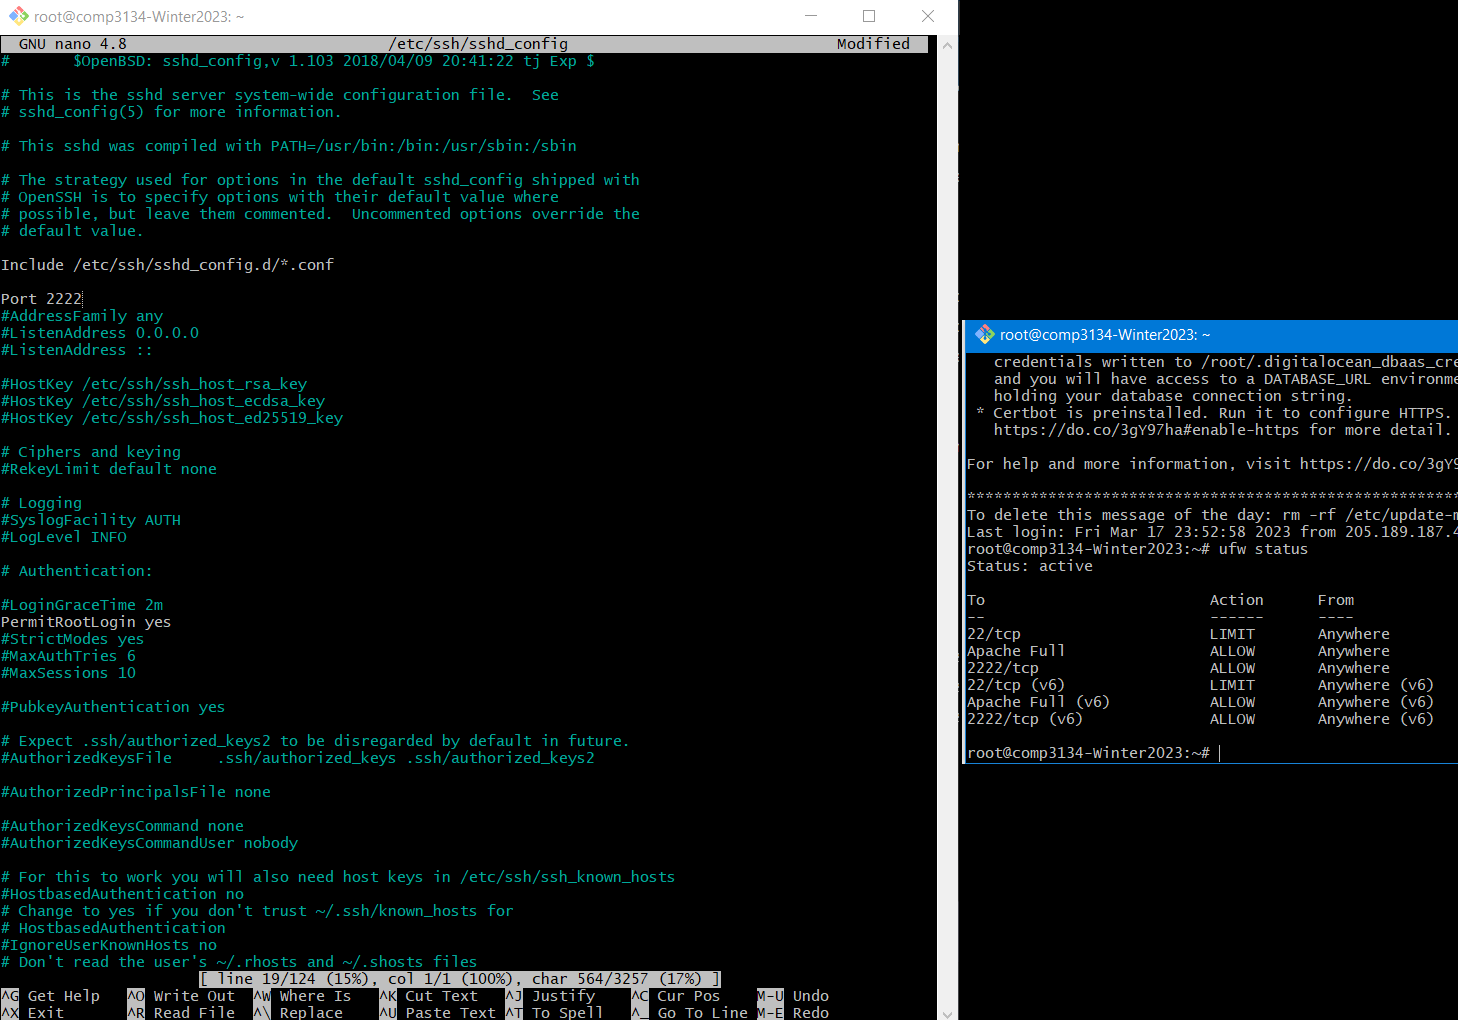 root@comp3134-Winter2023: ~
GNU nano 4.8 /etc/ssh/sshd_config Modified
#       $OpenBSD: sshd_config,v 1.103 2018/04/09 20:41:22 tj Exp $
# This is the sshd server system-wide configuration file.  See
# sshd_config(5) for more information.
# This sshd was compiled with PATH=/usr/bin:/bin:/usr/sbin:/sbin
# The strategy used for options in the default sshd_config shipped with
# OpenSSH is to specify options with their default value where
# possible, but leave them commented.  Uncommented options override the
# default value.
Include /etc/ssh/sshd_config.d/*.conf
Port 2222
#AddressFamily any
#ListenAddress 0.0.0.0
#ListenAddress ::
#HostKey /etc/ssh/ssh_host_rsa_key
#HostKey /etc/ssh/ssh_host_ecdsa_key
#HostKey /etc/ssh/ssh_host_ed25519_key
# Ciphers and keying
#RekeyLimit default none
# Logging
#SyslogFacility AUTH
#LogLevel INFO
# Authentication:
#LoginGraceTime 2m
PermitRootLogin yes
#StrictModes yes
#MaxAuthTries 6
#MaxSessions 10
#PubkeyAuthentication yes
# Expect .ssh/authorized_keys2 to be disregarded by default in future.
#AuthorizedKeysFile     .ssh/authorized_keys .ssh/authorized_keys2
#AuthorizedPrincipalsFile none
#AuthorizedKeysCommand none
#AuthorizedKeysCommandUser nobody
# For this to work you will also need host keys in /etc/ssh/ssh_known_hosts
#HostbasedAuthentication no
# Change to yes if you don't trust ~/.ssh/known_hosts for
# HostbasedAuthentication
#IgnoreUserKnownHosts no
# Don't read the user's ~/.rhosts and ~/.shosts files
[ line 19/124 (15%), col 1/1 (100%), char 564/3257 (17%) ]
^G Get Help ^O Write Out ^W Where Is ^K Cut Text ^J Justify ^C Cur Pos M-U Undo
^X Exit ^R Read File ^\ Replace ^U Paste Text ^T To Spell ^_ Go To Line M-E Redo
root@comp3134-Winter2023: ~
credentials written to /root/.digitalocean_dbaas_cre
and you will have access to a DATABASE_URL environme
holding your database connection string.
* Certbot is preinstalled. Run it to configure HTTPS.
https://do.co/3gY97ha#enable-https for more detail.
For help and more information, visit https://do.co/3gY9
*******************************************************
To delete this message of the day: rm -rf /etc/update-m
Last login: Fri Mar 17 23:52:58 2023 from 205.189.187.4
root@comp3134-Winter2023:~# ufw status
Status: active
To Action From
-- ------ ----
22/tcp LIMIT Anywhere
Apache Full ALLOW Anywhere
2222/tcp ALLOW Anywhere
22/tcp (v6) LIMIT Anywhere (v6)
Apache Full (v6) ALLOW Anywhere (v6)
2222/tcp (v6) ALLOW Anywhere (v6)
root@comp3134-Winter2023:~#